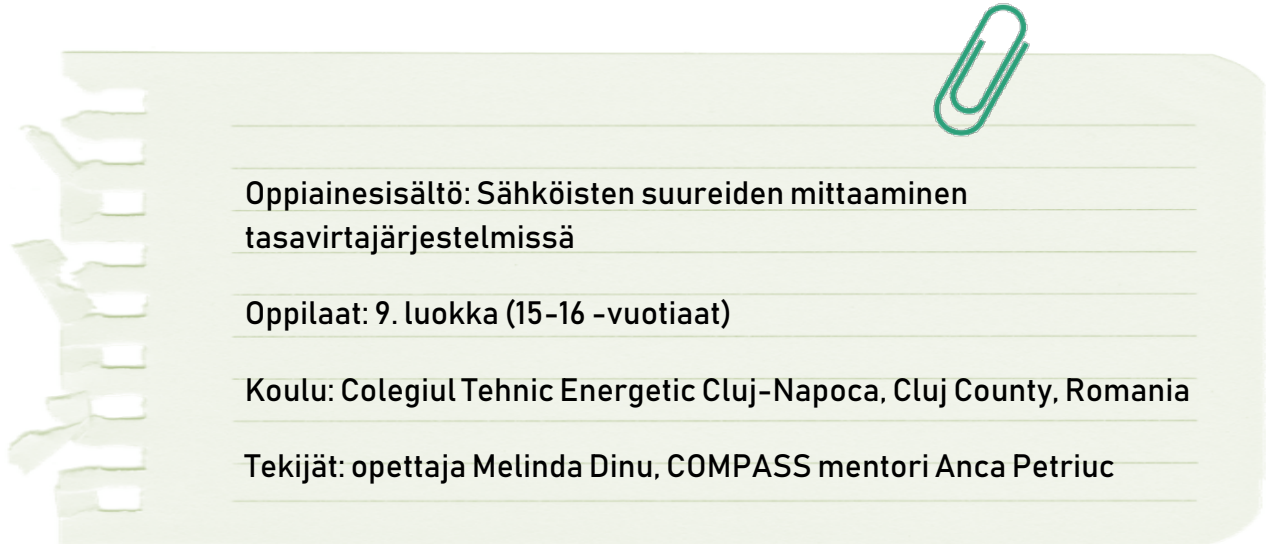 Oppiainesisältö: Sähköisten suureiden mittaaminen
tasavirtajärjestelmissä
Oppilaat: 9. luokka (15-16 -vuotiaat)
Koulu: Colegiul Tehnic Energetic Cluj-Napoca, Cluj County, Romania
Tekijät: opettaja Melinda Dinu, COMPASS mentori Anca Petriuc